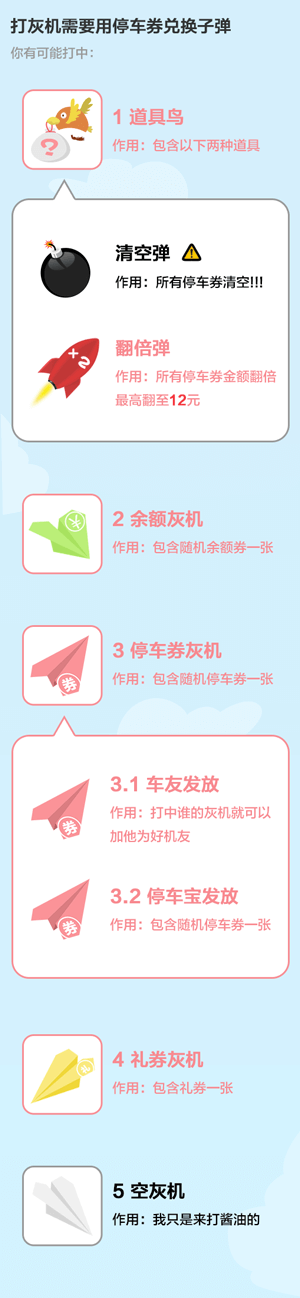 打灰机需要用停车券兑换子弹
你有可能打中：
?
1 道具鸟
作用：包含以下两种道具
清空弹
作用：所有停车券清空!!!
×2
翻倍弹
作用：所有停车券金额翻倍
最高翻至12元
2 余额灰机
作用：包含随机余额券一张
券
3 停车券灰机
作用：包含随机停车券一张
券
3.1 车友发放
作用：打中谁的灰机就可以
加他为好机友
券
3.2 停车宝发放
作用：包含随机停车券一张
4 礼券灰机
作用：包含礼券一张
5 空灰机
作用：我只是来打酱油的